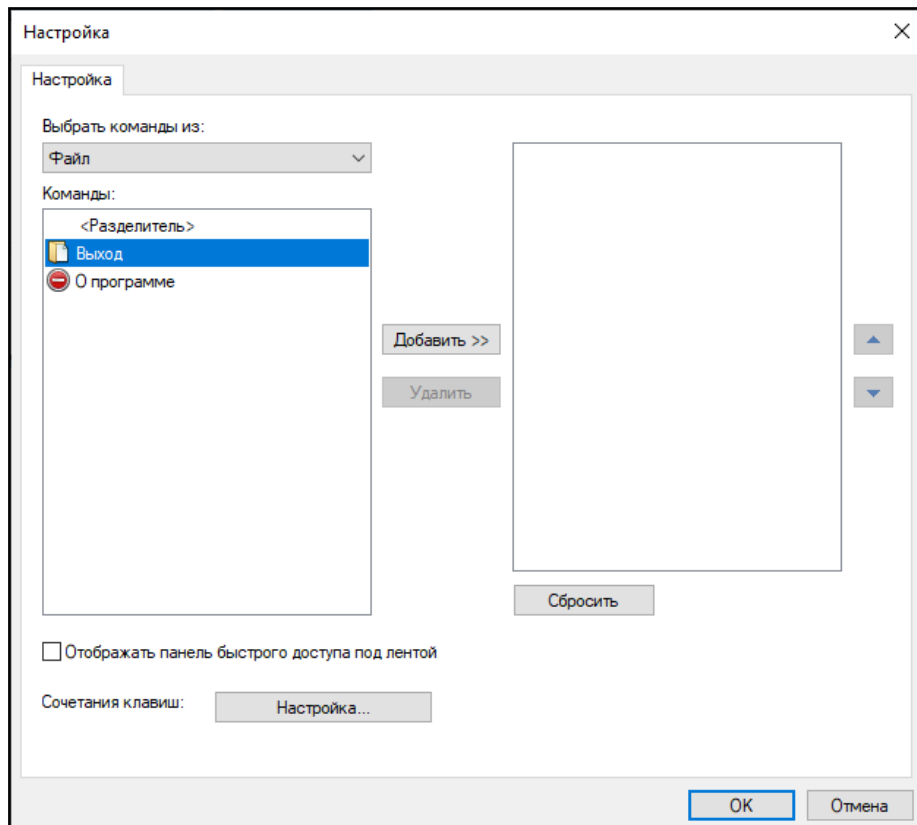 Настройка
Настройка
Выбрать команды из:
Файл
Команды:
<Разделитель>
Выход
О программе
Добавить >>
Удалить
Сбросить
Отображать панель быстрого доступа под лентой
Сочетания клавиш:
Настройка...
OK
Отмена